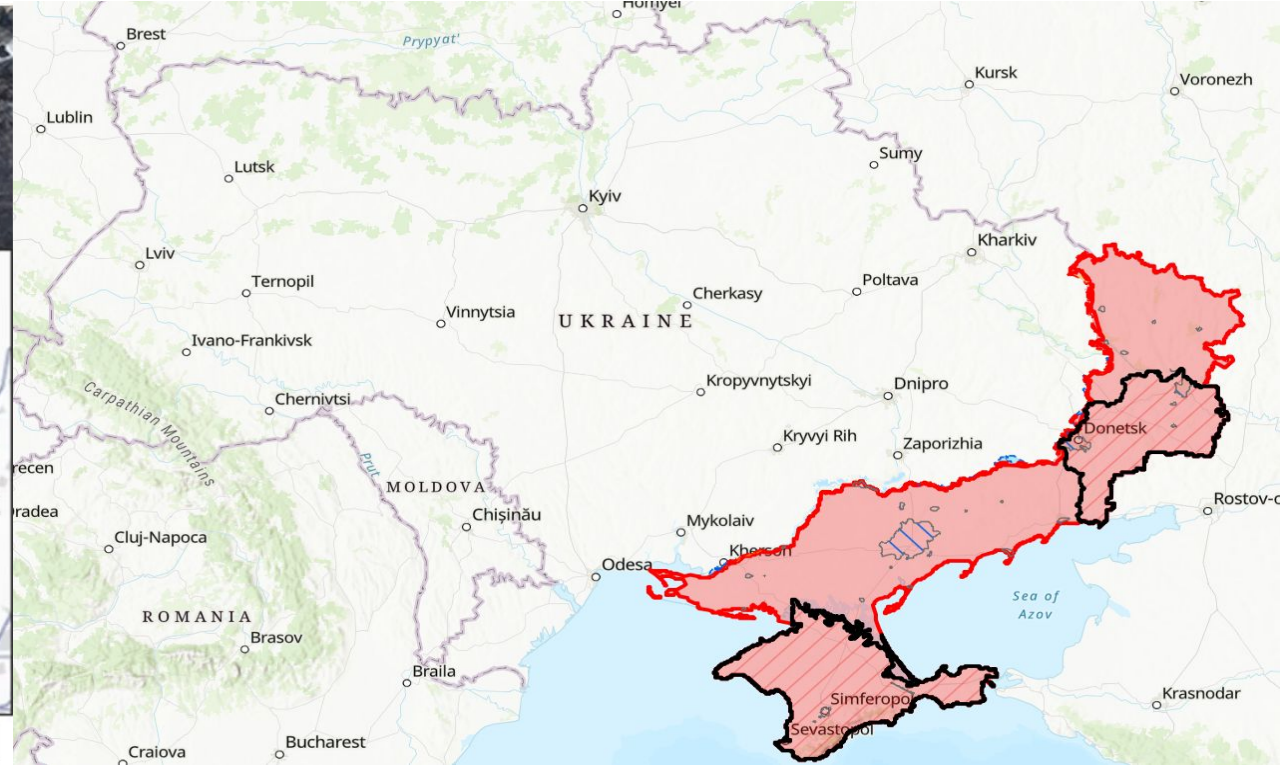 Homyel'
Brest
Prypyat'
Kursk
Voronezh
Lublin
Sumy
Lutsk
Kyiv
Kharkiv
Lviv
Ternopil
Poltava
Cherkasy
Vinnytsia
UKRAINE
Ivano-Frankivsk
Kropyvnytskyi
Dnipro
Carpathian Mountains
Chernivtsi
Donetsk
Kryvyi Rih
Zaporizhia
Prut
recen
MOLDOVA
Rostov-o
radea
Chișinău
Mykolaiv
Cluj-Napoca
Kherson
Odesa
Sea of
Azov
ROMANIA
Brasov
Braila
Simferopol
Krasnodar
Sevastopol
Bucharest
Craiova